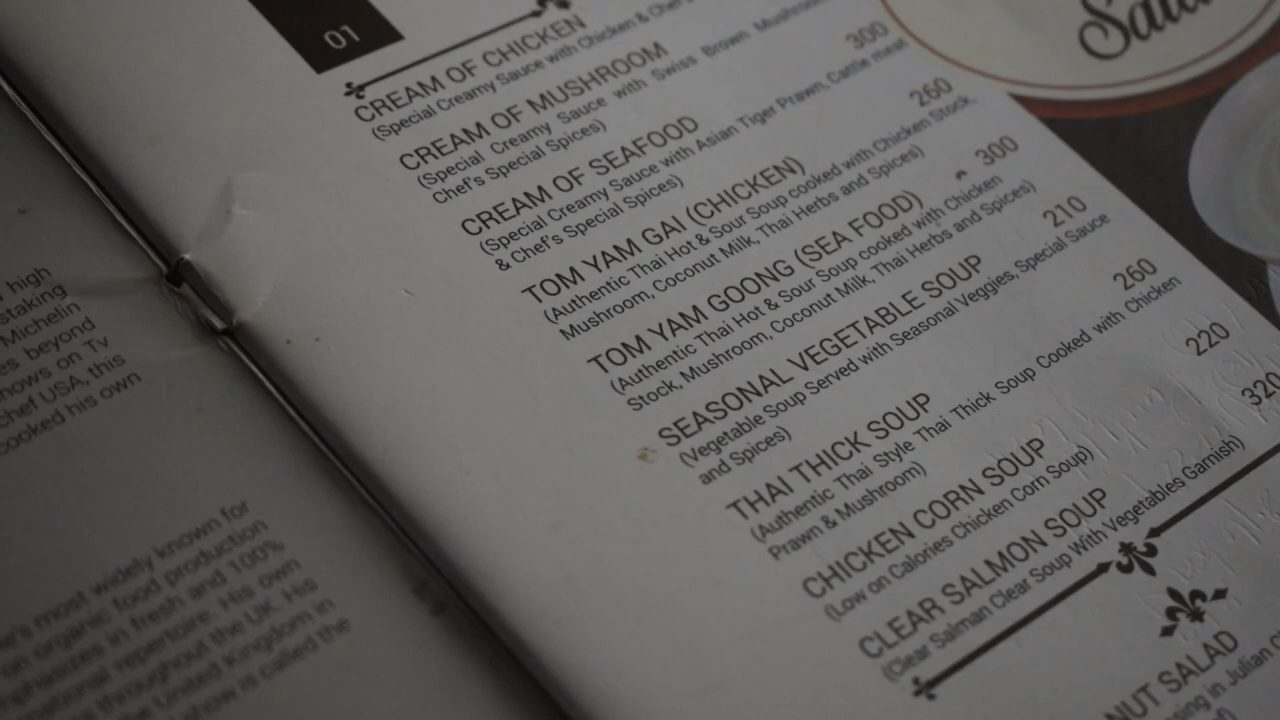 high
staking
Michelin
beyond
shows on Tv
Chef USA, this
cooked his own
most widely known for
on organic food production
in fresh and 100%
repertoire. His own
throughout the UK. His
the United Kingdom in
show is called the
01
CREAM OF CHICKEN
(Special Creamy Sauce with Chicken & Chef's
CREAM OF MUSHROOM
(Special Creamy Sauce with Swiss Brown Mushroom
Chef's Special Spices)
CREAM OF SEAFOOD 300
(Special Creamy Sauce with Asian Tiger Prawn, Cattle meat
& Chef's Special Spices)
TOM YAM GAI (CHICKEN) 260
(Authentic Thai Hot & Sour Soup cooked with Chicken Stock,
Mushroom, Coconut Milk, Thai Herbs and Spices)
TOM YAM GOONG (SEA FOOD) 300
(Authentic Thai Hot & Sour Soup cooked with Chicken
Stock, Mushroom, Coconut Milk, Thai Herbs and Spices)
SEASONAL VEGETABLE SOUP 210
(Vegetable Soup Served with Seasonal Veggies, Special Sauce
and Spices)
THAI THICK SOUP 260
(Authentic Thai Style Thai Thick Soup Cooked with Chicken
Prawn & Mushroom)
CHICKEN CORN SOUP 220
(Low on Calories Chicken Corn Soup)
CLEAR SALMON SOUP 320
(Clear Salman Clear Soup With Vegetables Garnish)
NUT SALAD
in Julian